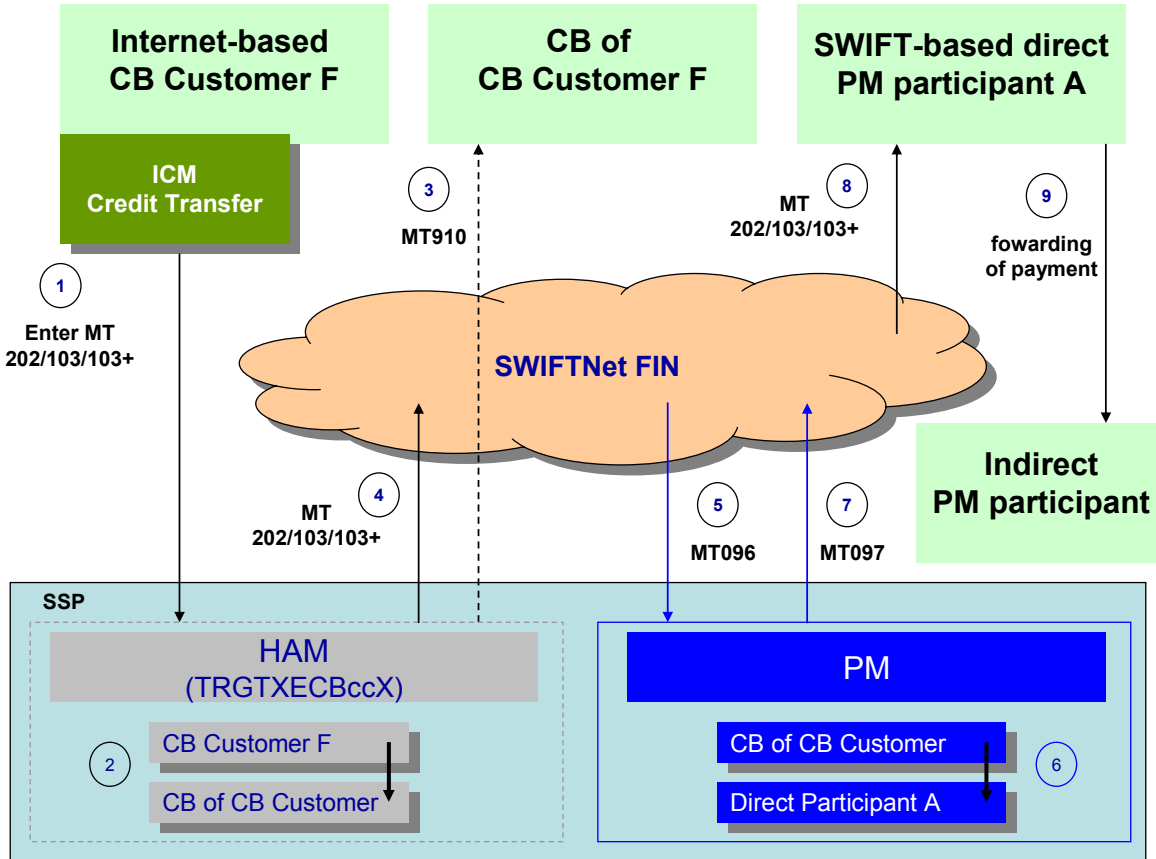 Internet-based
CB Customer F
CB of
CB Customer F
SWIFT-based direct
PM participant A
ICM
Credit Transfer
3
MT910
8
MT
202/103/103+
9
fowarding
of payment
1
Enter MT
202/103/103+
SWIFTNet FIN
4
MT
202/103/103+
5
MT096
7
MT097
Indirect
PM participant
SSP
HAM
(TRGTXECBccX)
PM
2
CB Customer F
CB of CB Customer
CB of CB Customer
Direct Participant A
6